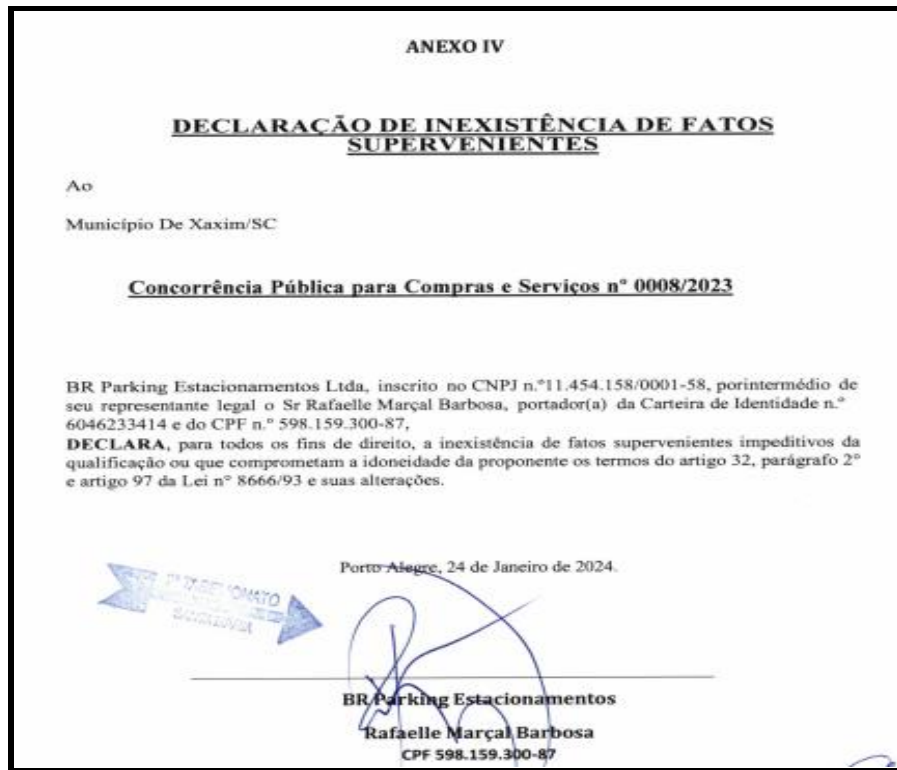 ANEXO IV
DECLARAÇÃO DE INEXISTÊNCIA DE FATOS
SUPERVENIENTES
Ao
Município De Xaxim/SC
Concorrência Pública para Compras e Serviços n° 0008/2023
BR Parking Estacionamentos Ltda, inscrito no CNPJ n.°11.454.158/0001-58, porintermédio de
seu representante legal o Sr Rafaelle Marçal Barbosa, portador(a) da Carteira de Identidade n.°
6046233414 e do CPF n.° 598.159.300-87,
DECLARA, para todos os fins de direito, a inexistência de fatos supervenientes impeditivos da
qualificação ou que comprometam a idoneidade da proponente os termos do artigo 32, parágrafo 2°
e artigo 97 da Lei n° 8666/93 e suas alterações.
Porto Alegre, 24 de Janeiro de 2024.
BR Parking Estacionamentos
Rafaelle Marçal Barbosa
CPF 598.159.300-87